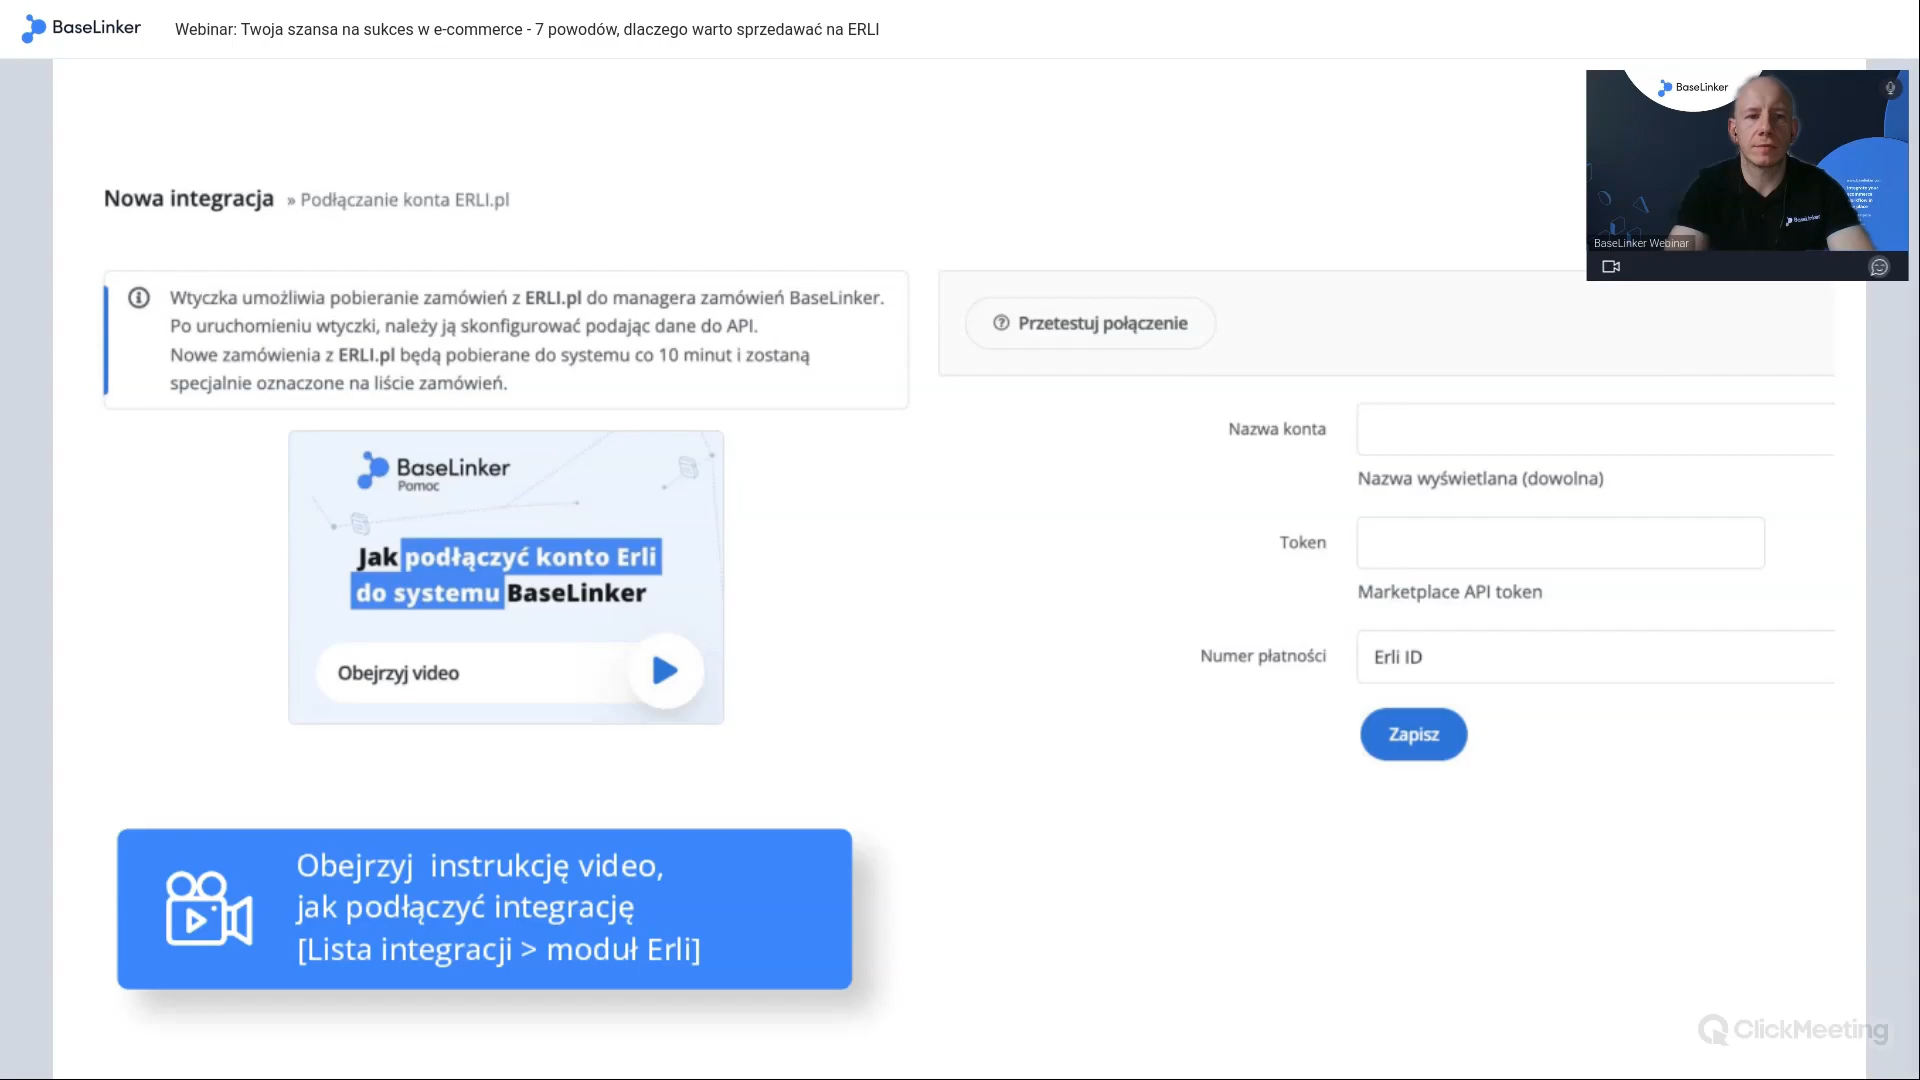 BaseLinker
Webinar: Twoja szansa na sukces w e-commerce - 7 powodów, dlaczego warto sprzedawać na ERLI
BaseLinker
BaseLinker
BaseLinker Webinar
Nowa integracja » Podłączanie konta ERLI.pl
Wtyczka umożliwia pobieranie zamówień z ERLI.pl do managera zamówień BaseLinker.
Po uruchomieniu wtyczki, należy ją skonfigurować podając dane do API.
Nowe zamówienia z ERLI.pl będą pobierane do systemu co 10 minut i zostaną
specjalnie oznaczone na liście zamówień.
BaseLinker
Pomoc
Jak podłączyć konto Erli
do systemu BaseLinker
Obejrzyj video
Przetestuj połączenie
Nazwa konta
Nazwa wyświetlana (dowolna)
Token
Marketplace API token
Numer płatności
Erli ID
Zapisz
Obejrzyj instrukcję video,
jak podłączyć integrację
[Lista integracji > moduł Erli]
ClickMeeting